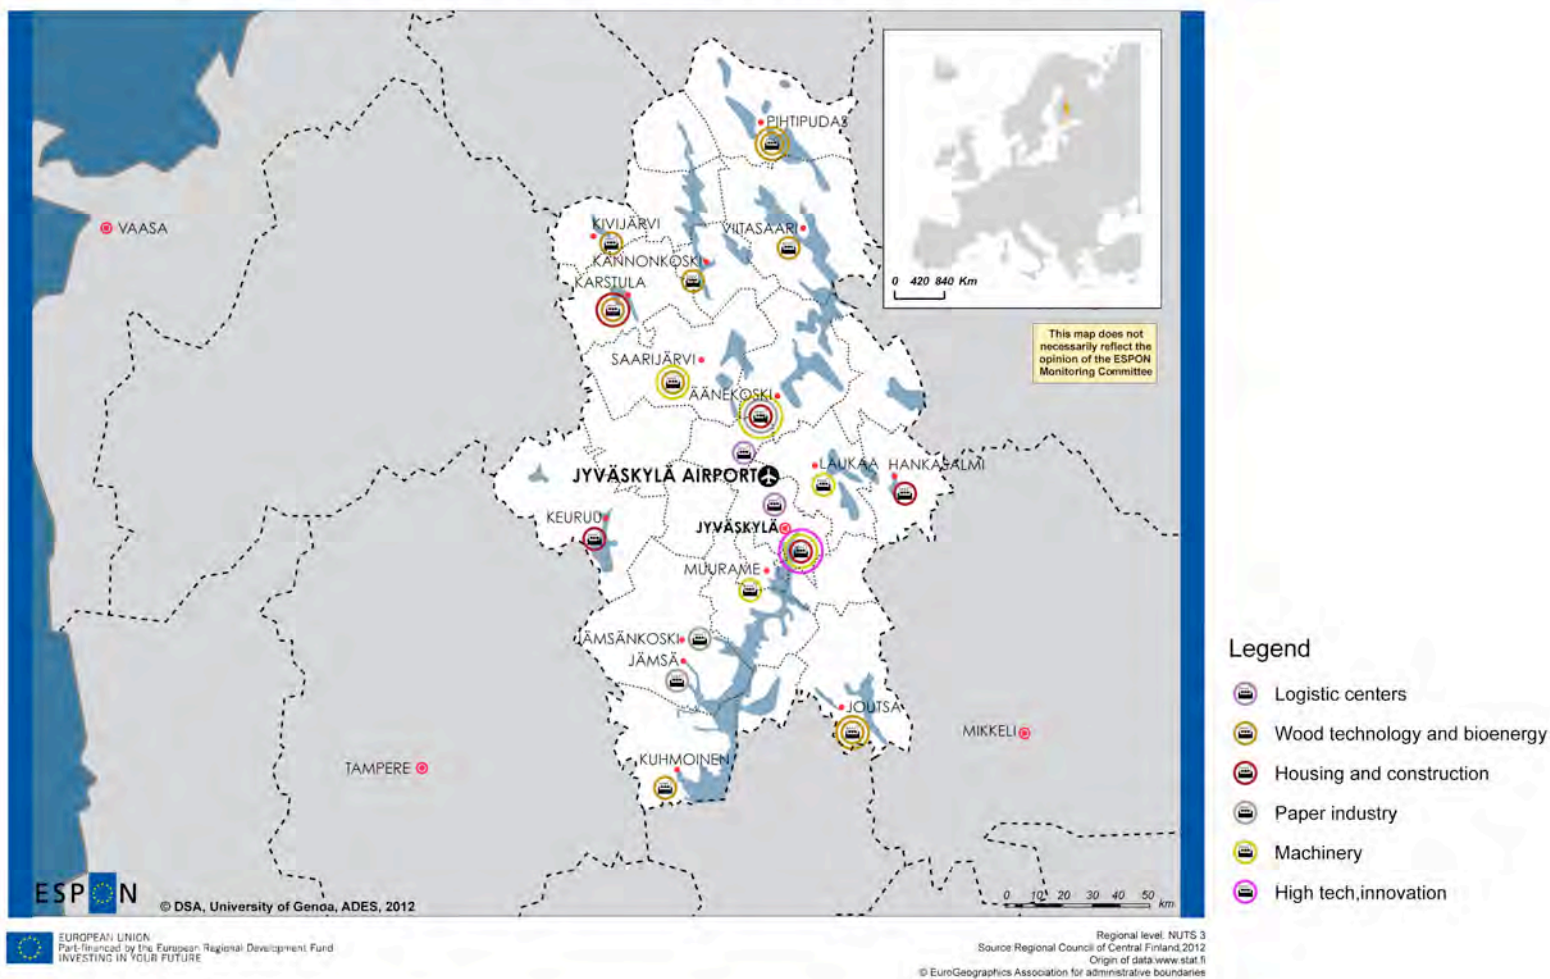 PIHTIPUDAS
VAASA
KIVIJÄRVI
VIITASAARI
KANNONKOSKI
KARSTULA
0 420 840 Km
This map does not
necessarily reflect the
opinion of the ESPON
Monitoring Committee
SAARIJÄRVI
ÄÄNEKOSKI
LAUKAA
HANKASALMI
JYVÄSKYLÄ AIRPORT
KEURUU
JYVÄSKYLÄ
MUURAME
JÄMSÄNKOSKI
JÄMSÄ
JOUTSA
MIKKELI
KUHMOINEN
TAMPERE
Legend
Logistic centers
Wood technology and bioenergy
Housing and construction
Paper industry
Machinery
High tech,innovation
ESPON
© DSA, University of Genoa, ADES, 2012
0 10 20 30 40 50
km
EUROPEAN UNION
Part-financed by the European Regional Development Fund
INVESTING IN YOUR FUTURE
Regional level: NUTS 3
Source Regional Council of Central Finland,2012
Origin of data:www.stat.fi
© EuroGeographics Association for administrative boundaries